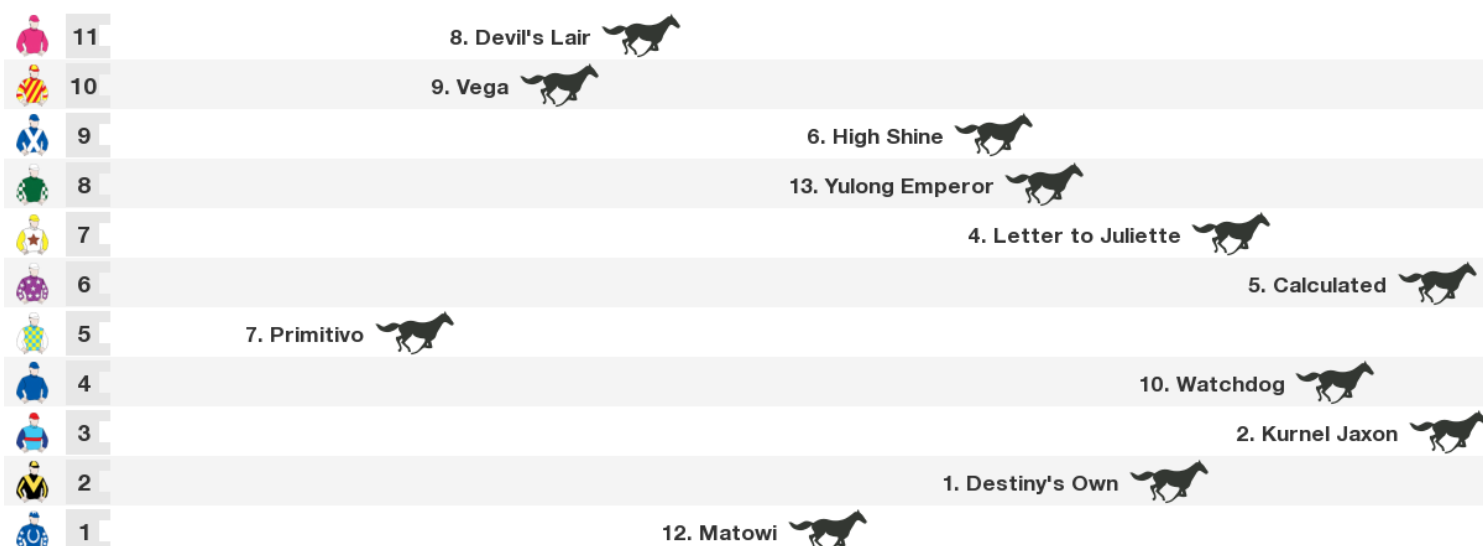 11 8. Devil's Lair
10 9. Vega
9 6. High Shine
8 13. Yulong Emperor
7 4. Letter to Juliette
6 5. Calculated
5 7. Primitivo
4 10. Watchdog
3 2. Kurnel Jaxon
2 1. Destiny's Own
1 12. Matowi